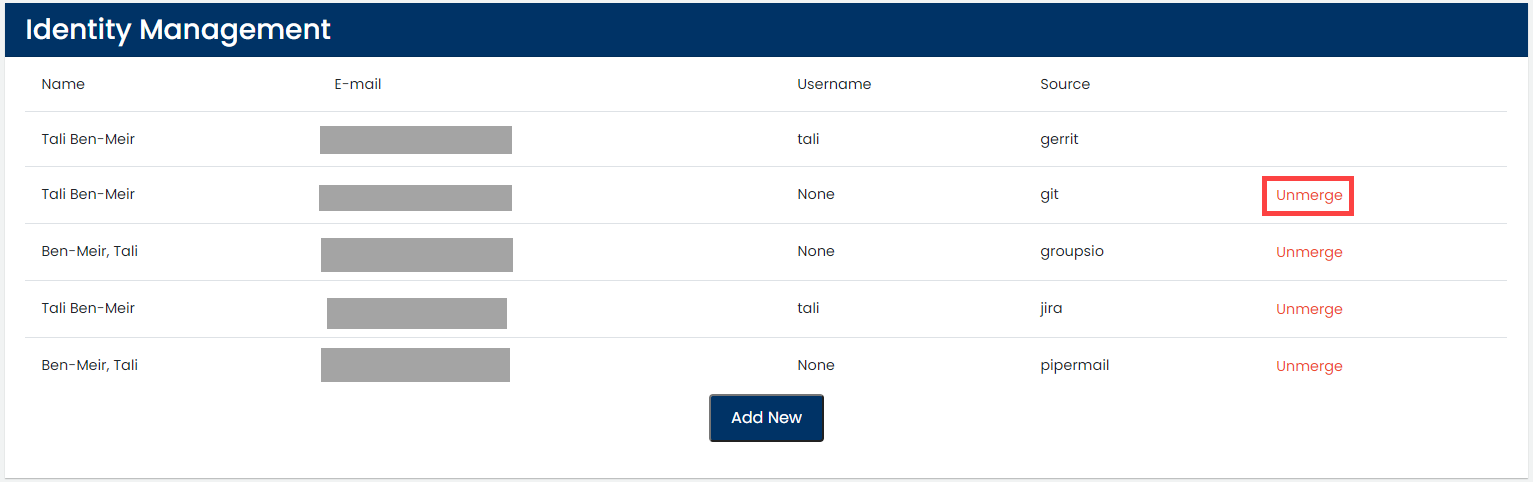 Identity Management
Name E-mail Username Source
Tali Ben-Meir tali gerrit
Tali Ben-Meir None git Unmerge
Ben-Meir, Tali None groupsio Unmerge
Tali Ben-Meir tali jira Unmerge
Ben-Meir, Tali None pipermail Unmerge
Add New